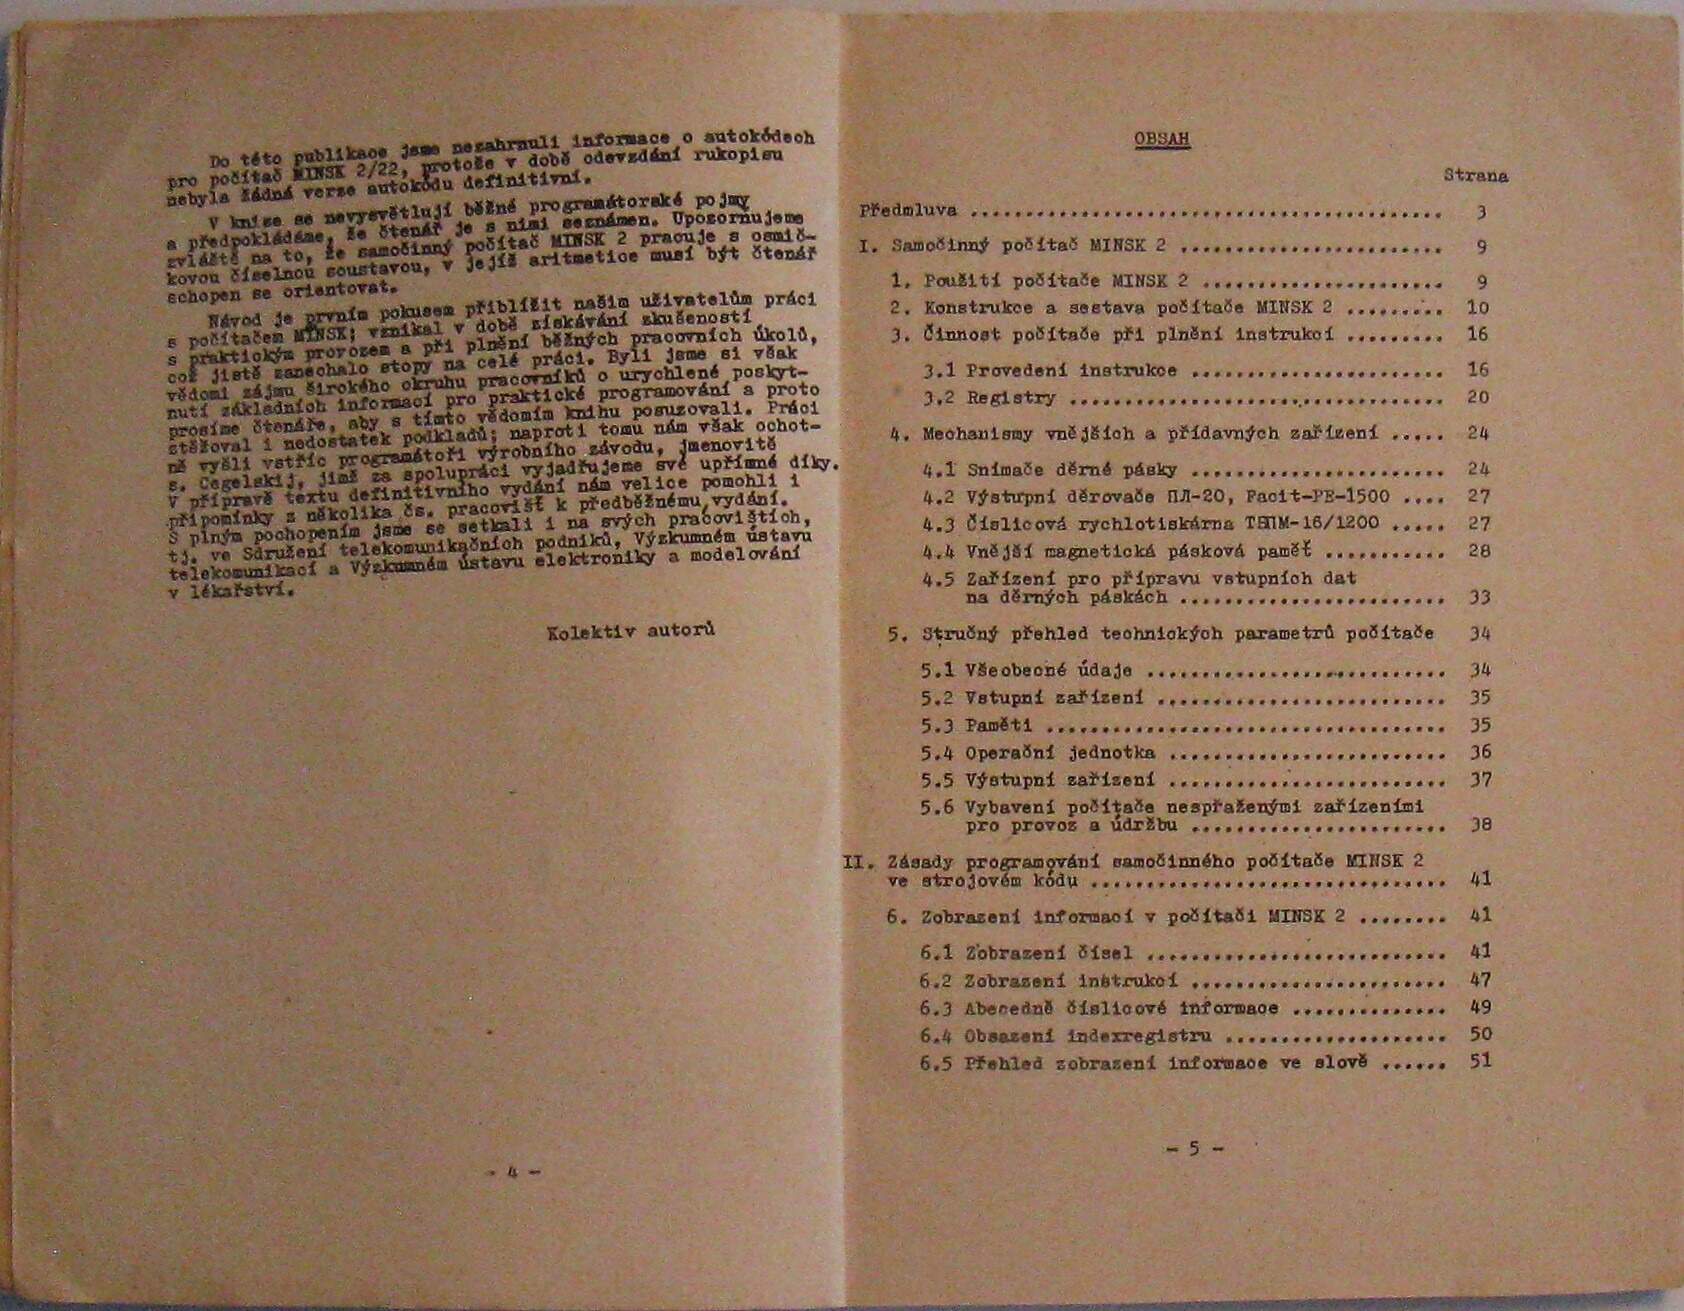 Do této publikace jsme nezahrnuli informace o autokódech
pro počítač MINSK 2/22, protože v době odevzdání rukopisu
nebyla žádná verze autokódu definitivní.
V knize se nevysvětlují běžné programátorské pojmy
a předpokládáme, že čtenář je s nimi seznámen. Upozornujeme
zvláště na to, že samočinný počítač MINSK 2 pracuje s osmič-
kovou číselnou soustavou, v jejíž aritmetice musí být čtenář
schopen se orientovat.
Návod je prvním pokusem přiblížit našim uživatelům práci
s počítačem MINSK; vznikal v době získávání zkušeností
s praktickým provozem a při plnění běžných pracovních úkolů,
což jistě zanechalo stopy na celé práci. Byli jsme si však
vědomi zájmu širokého okruhu pracovníků o urychlené poskyt-
nutí základních informací pro praktické programování a proto
prosíme čtenáře, aby s tímto vědomím knihu posuzovali. Práci
stěžoval i nedostatek podkladů; naproti tomu nám však ochot-
ně vyšli vstříc programátoři výrobního závodu, jmenovitě
s. Cegelskij, jimž za spolupráci vyjadřujeme své upřímné díky.
V přípravě textu definitivního vydání nám velice pomohli i
připomínky z několika čs. pracovišť k předběžnému vydání.
S plným pochopením jsme se setkali i na svých pracovištích,
tj. ve Sdružení telekomunikačních podniků, Výzkumném ústavu
telekomunikací a Výzkumném ústavu elektroniky a modelování
v lékařství.
Kolektiv autorů
- 4 -
OBSAH
Strana
Předmluva .......................................... 3
I. Samočinný počítač MINSK 2 ........................ 9
1. Použití počítače MINSK 2 ...................... 9
2. Konstrukce a sestava počítače MINSK 2 ......... 10
3. Činnost počítače při plnění instrukcí ......... 16
3.1 Provedení instrukce ....................... 16
3.2 Registry .................................. 20
4. Mechanismy vnějších a přídavných zařízení ..... 24
4.1 Snímače děrné pásky ....................... 24
4.2 Výstupní děrovače ПЛ-20, Facit-PE-1500 .... 27
4.3 Číslicová rychlotiskárna ТБПМ-16/1200 ..... 27
4.4 Vnější magnetická pásková paměť ........... 28
4.5 Zařízení pro přípravu vstupních dat
na děrných páskách ........................ 33
5. Stručný přehled technických parametrů počítače 34
5.1 Všeobecné údaje ........................... 34
5.2 Vstupní zařízení .......................... 35
5.3 Paměti .................................... 35
5.4 Operační jednotka ......................... 36
5.5 Výstupní zařízení ......................... 37
5.6 Vybavení počítače nespřaženými zařízeními
pro provoz a údržbu ....................... 38
II. Zásady programování samočinného počítače MINSK 2
ve strojovém kódu ................................ 41
6. Zobrazení informací v počítači MINSK 2 ........ 41
6.1 Zobrazení čísel ........................... 41
6.2 Zobrazení instrukcí ....................... 47
6.3 Abecedně číslicové informace .............. 49
6.4 Obsazení indexregistru .................... 50
6.5 Přehled zobrazení informace ve slově ...... 51
- 5 -